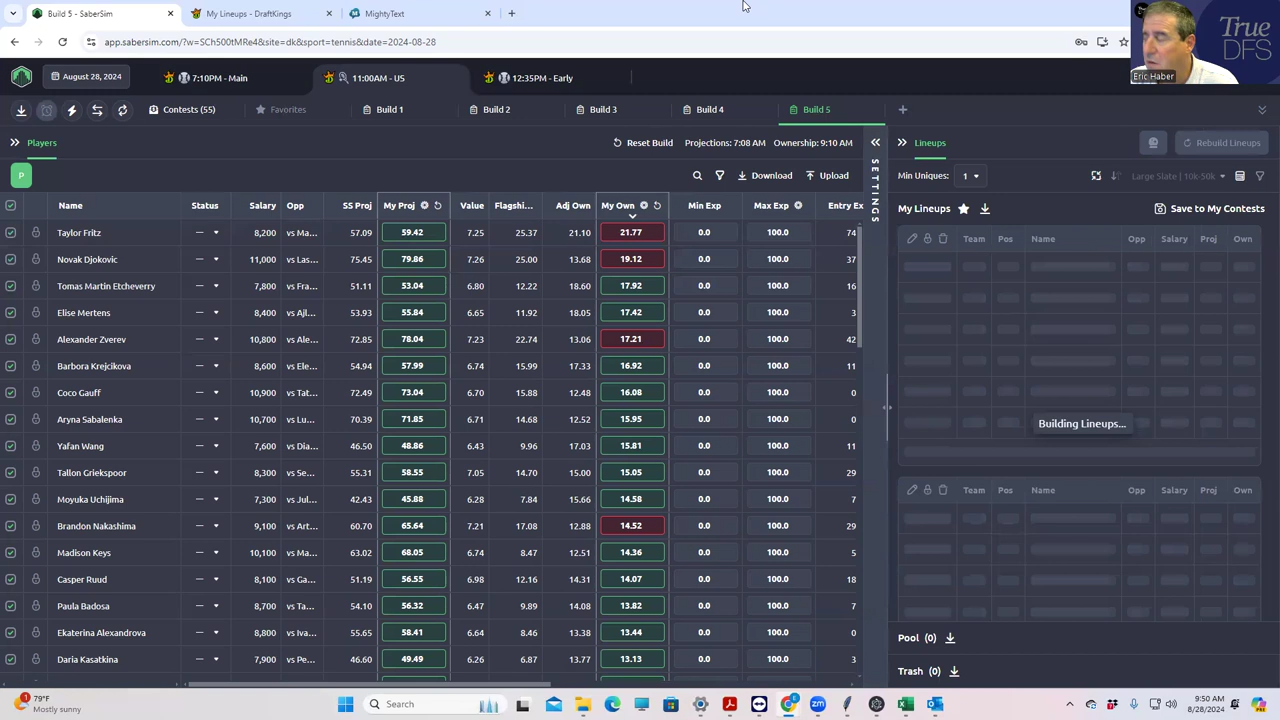 Build 5 - SaberSim
My Lineups - DraftKings
MightyText
app.sabersim.com/?w=SCh500tMRe4&site=dk&sport=tennis&date=2024-08-28
True
DFS
Eric Haber
August 28, 2024
7:10PM - Main
11:00AM - US
12:35PM - Early
Contests (55)
Favorites
Build 1
Build 2
Build 3
Build 4
Build 5
Players
Reset Build
Projections: 7:08 AM
Ownership: 9:10 AM
Lineups
Rebuild Lineups
P
Download
Upload
SETTINGS
Min Uniques: 1
Large Slate | 10k-50k
My Lineups
Save to My Contests
Name Status Salary Opp SS Proj My Proj Value Flagshi... Adj Own My Own Min Exp Max Exp Entry Ex
Taylor Fritz — 8,200 vs Ma... 57.09 59.42 7.25 25.37 21.10 21.77 0.0 100.0 74
Novak Djokovic — 11,000 vs Las... 75.45 79.86 7.26 25.00 13.68 19.12 0.0 100.0 37
Tomas Martin Etcheverry — 7,800 vs Fra... 51.11 53.04 6.80 12.22 18.60 17.92 0.0 100.0 16
Elise Mertens — 8,400 vs Ajl... 53.93 55.84 6.65 11.92 18.05 17.42 0.0 100.0 3
Alexander Zverev — 10,800 vs Ale... 72.85 78.04 7.23 22.74 13.06 17.21 0.0 100.0 42
Barbora Krejcikova — 8,600 vs Ele... 54.94 57.99 6.74 15.99 17.33 16.92 0.0 100.0 11
Coco Gauff — 10,900 vs Tat... 72.49 73.04 6.70 15.88 12.48 16.08 0.0 100.0 0
Aryna Sabalenka — 10,700 vs Lu... 70.39 71.85 6.71 14.68 12.52 15.95 0.0 100.0 0
Yafan Wang — 7,600 vs Dia... 46.50 48.86 6.43 9.96 17.03 15.81 0.0 100.0 11
Tallon Griekspoor — 8,300 vs Se... 55.31 58.55 7.05 14.70 15.00 15.05 0.0 100.0 29
Moyuka Uchijima — 7,300 vs Jul... 42.43 45.88 6.28 7.84 15.66 14.58 0.0 100.0 7
Brandon Nakashima — 9,100 vs Art... 60.70 65.64 7.21 17.08 12.88 14.52 0.0 100.0 29
Madison Keys — 10,100 vs Ma... 63.02 68.05 6.74 8.47 12.51 14.36 0.0 100.0 5
Casper Ruud — 8,100 vs Ga... 51.19 56.55 6.98 12.16 14.31 14.07 0.0 100.0 18
Paula Badosa — 8,700 vs Ta... 54.10 56.32 6.47 9.89 14.08 13.82 0.0 100.0 7
Ekaterina Alexandrova — 8,800 vs Iva... 55.65 58.41 6.64 8.46 13.38 13.44 0.0 100.0 0
Daria Kasatkina — 7,900 vs Pe... 46.60 49.49 6.26 6.87 13.77 13.13 0.0 100.0 3
Team Pos Name Opp Salary Proj Own
Building Lineups...
Team Pos Name Opp Salary Proj Own
Pool (0)
Trash (0)
1
79°F
Mostly sunny
Search
9:50 AM
8/28/2024